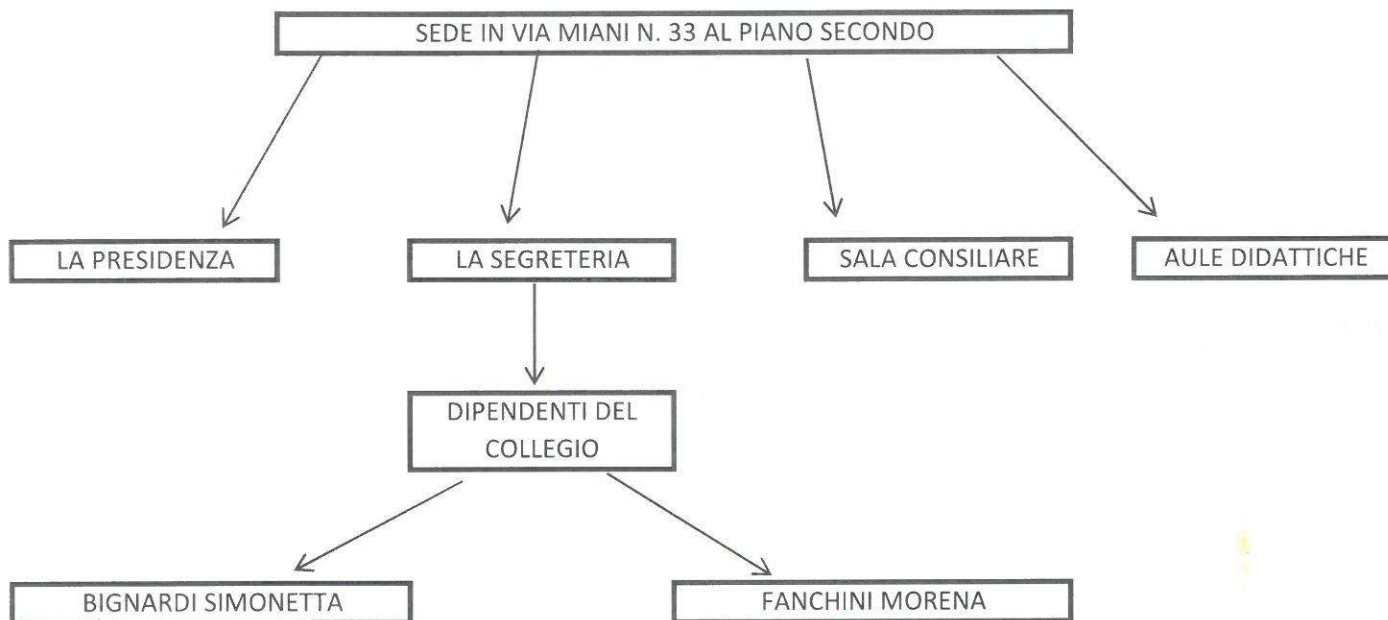 SEDE IN VIA MIANI N. 33 AL PIANO SECONDO
LA PRESIDENZA
LA SEGRETERIA
SALA CONSILIARE
AULE DIDATTICHE
DIPENDENTI DEL
COLLEGIO
BIGNARDI SIMONETTA
FANCHINI MORENA